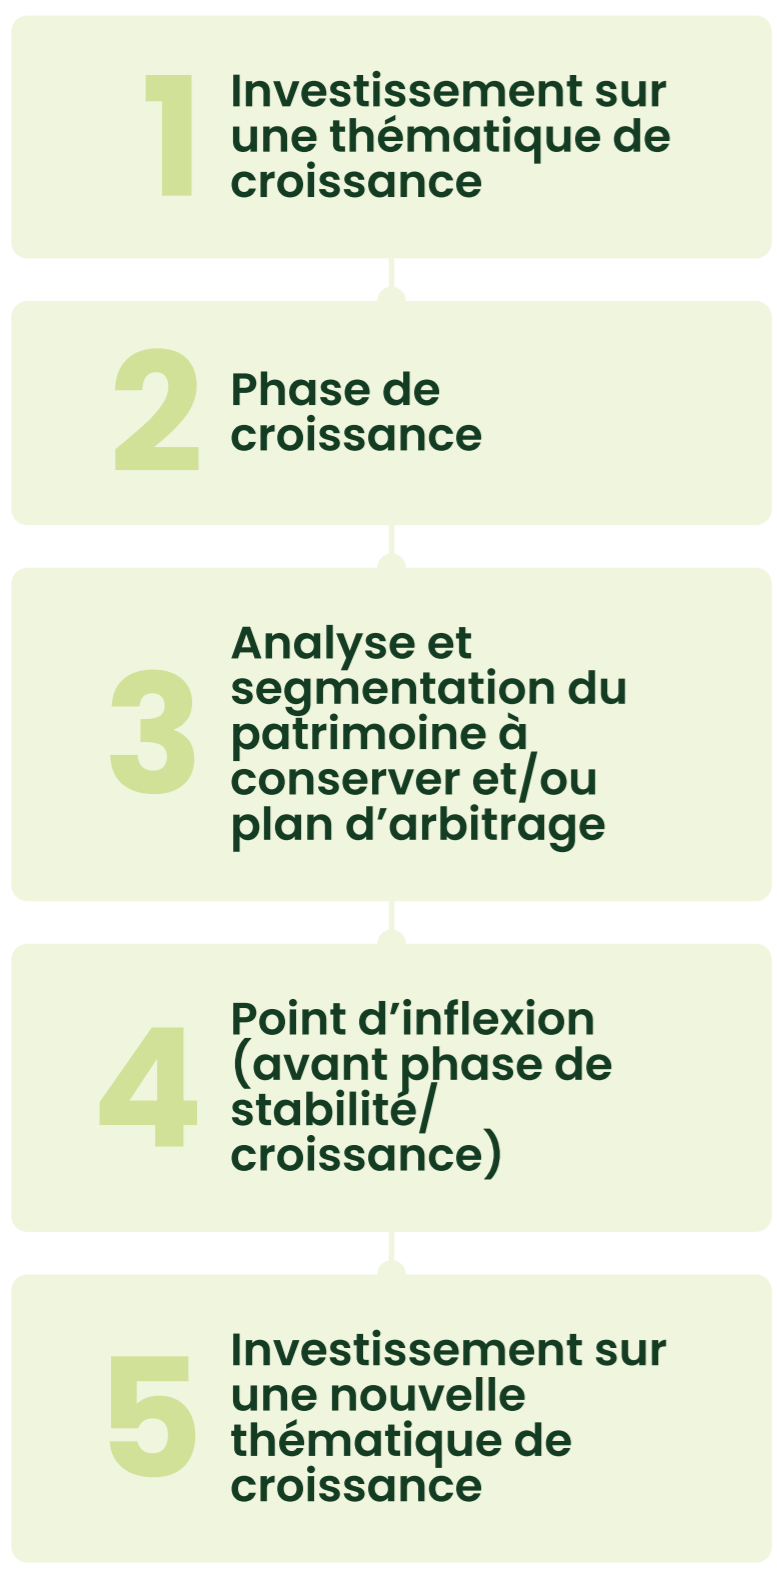 1
Investissement sur
une thématique de
croissance
2
Phase de
croissance
3
Analyse et
segmentation du
patrimoine à
conserver et/ou
plan d’arbitrage
4
Point d’inflexion
(avant phase de
stabilité/
croissance)
5
Investissement sur
une nouvelle
thématique de
croissance